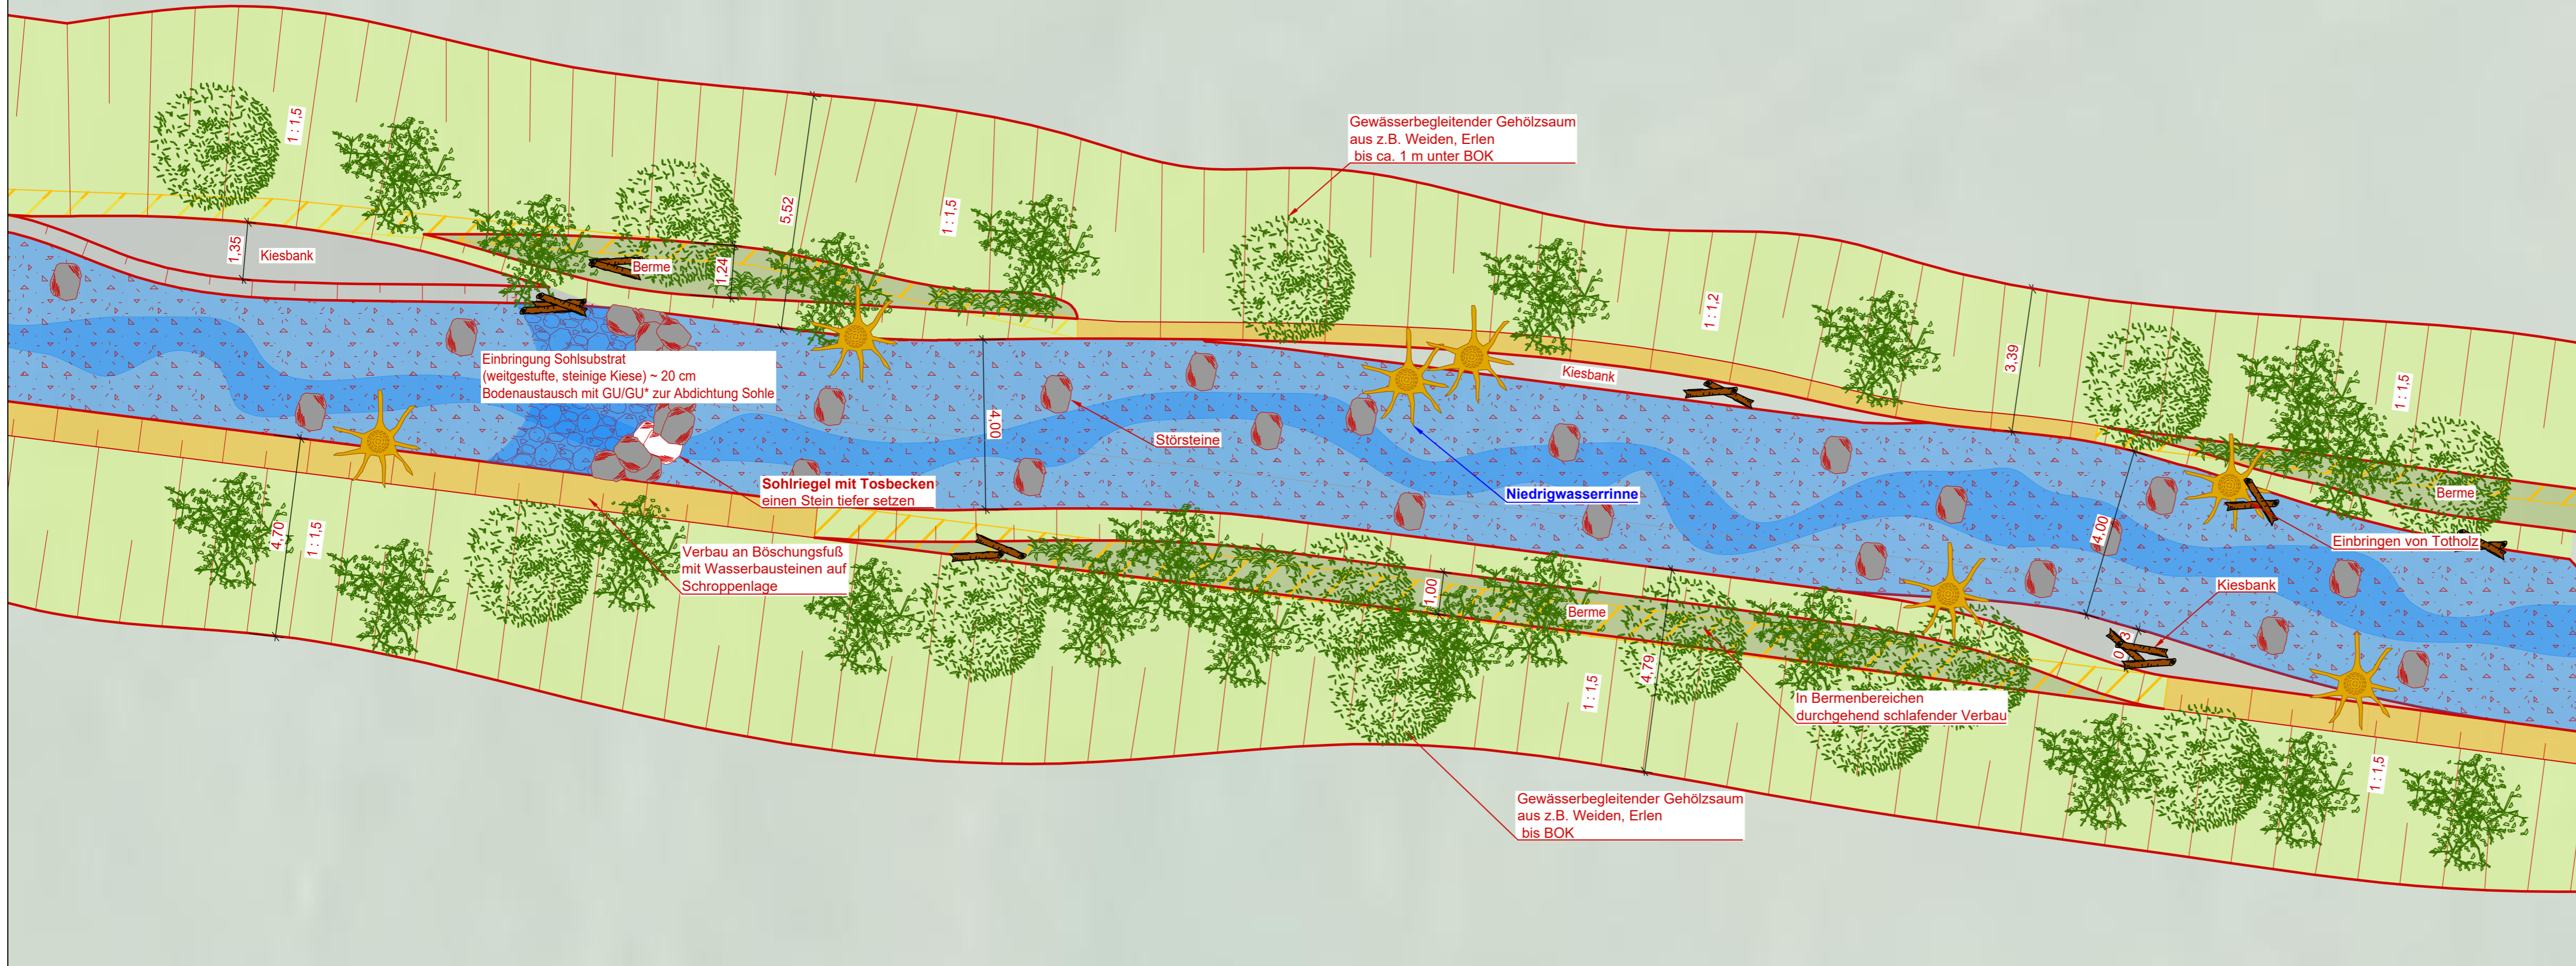 Gewässerbegleitender Gehölzsaum
aus z.B. Weiden, Erlen
bis ca. 1 m unter BOK
1 : 1,5
5,52
1 : 1,5
1,35
Kiesbank
Berme
1,24
1 : 1,2
3,39
Einbringung Sohlsubstrat
(weitgestufte, steinige Kiese) ~ 20 cm
Bodenaustausch mit GU/GU* zur Abdichtung Sohle
Kiesbank
1 : 1,5
4,00
Störsteine
Sohlriegel mit Tosbecken
einen Stein tiefer setzen
Niedrigwasserrinne
Berme
4,70
1 : 1,5
4,00
Einbringen von Totholz
Verbau an Böschungsfuß
mit Wasserbausteinen auf
Schroppenlage
1,00
Berme
Kiesbank
4,79
1 : 1,5
In Bermenbereichen
durchgehend schlafender Verbau
1 : 1,5
Gewässerbegleitender Gehölzsaum
aus z.B. Weiden, Erlen
bis BOK